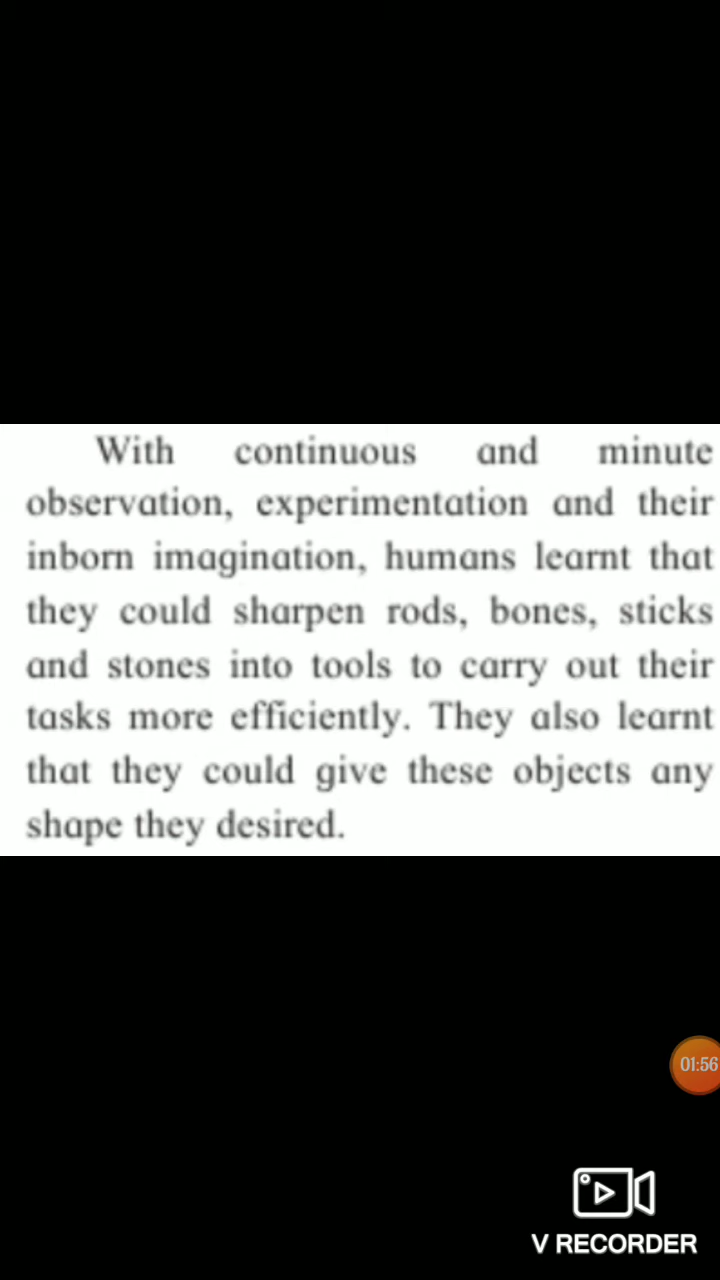 With continuous and minute
observation, experimentation and their
inborn imagination, humans learnt that
they could sharpen rods, bones, sticks
and stones into tools to carry out their
tasks more efficiently. They also learnt
that they could give these objects any
shape they desired.
01:56
V RECORDER